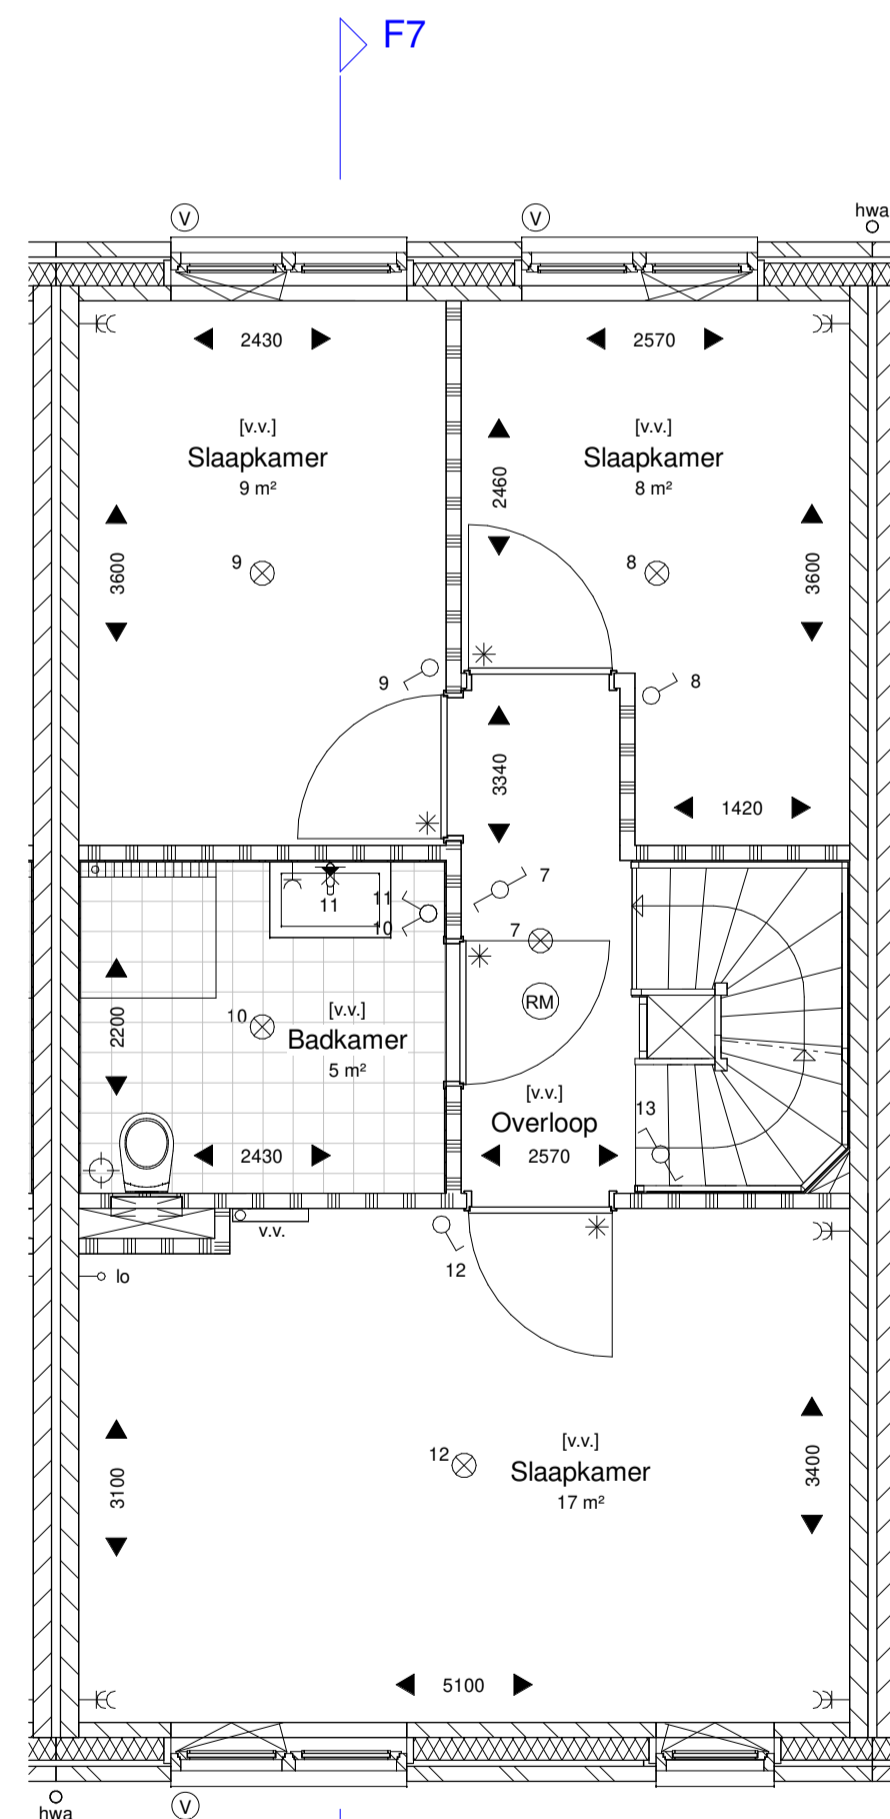 F7
V
V
hwa
2430
2570
[v.v.]
Slaapkamer
9 m²
[v.v.]
Slaapkamer
8 m²
2460
3600
3600
9
8
9
8
3340
1420
7
11
11
10
7
RM
2200
10
[v.v.]
Badkamer
5 m²
[v.v.]
Overloop
13
2430
2570
v.v.
12
lo
12
[v.v.]
Slaapkamer
17 m²
3100
3400
5100
V
hwa